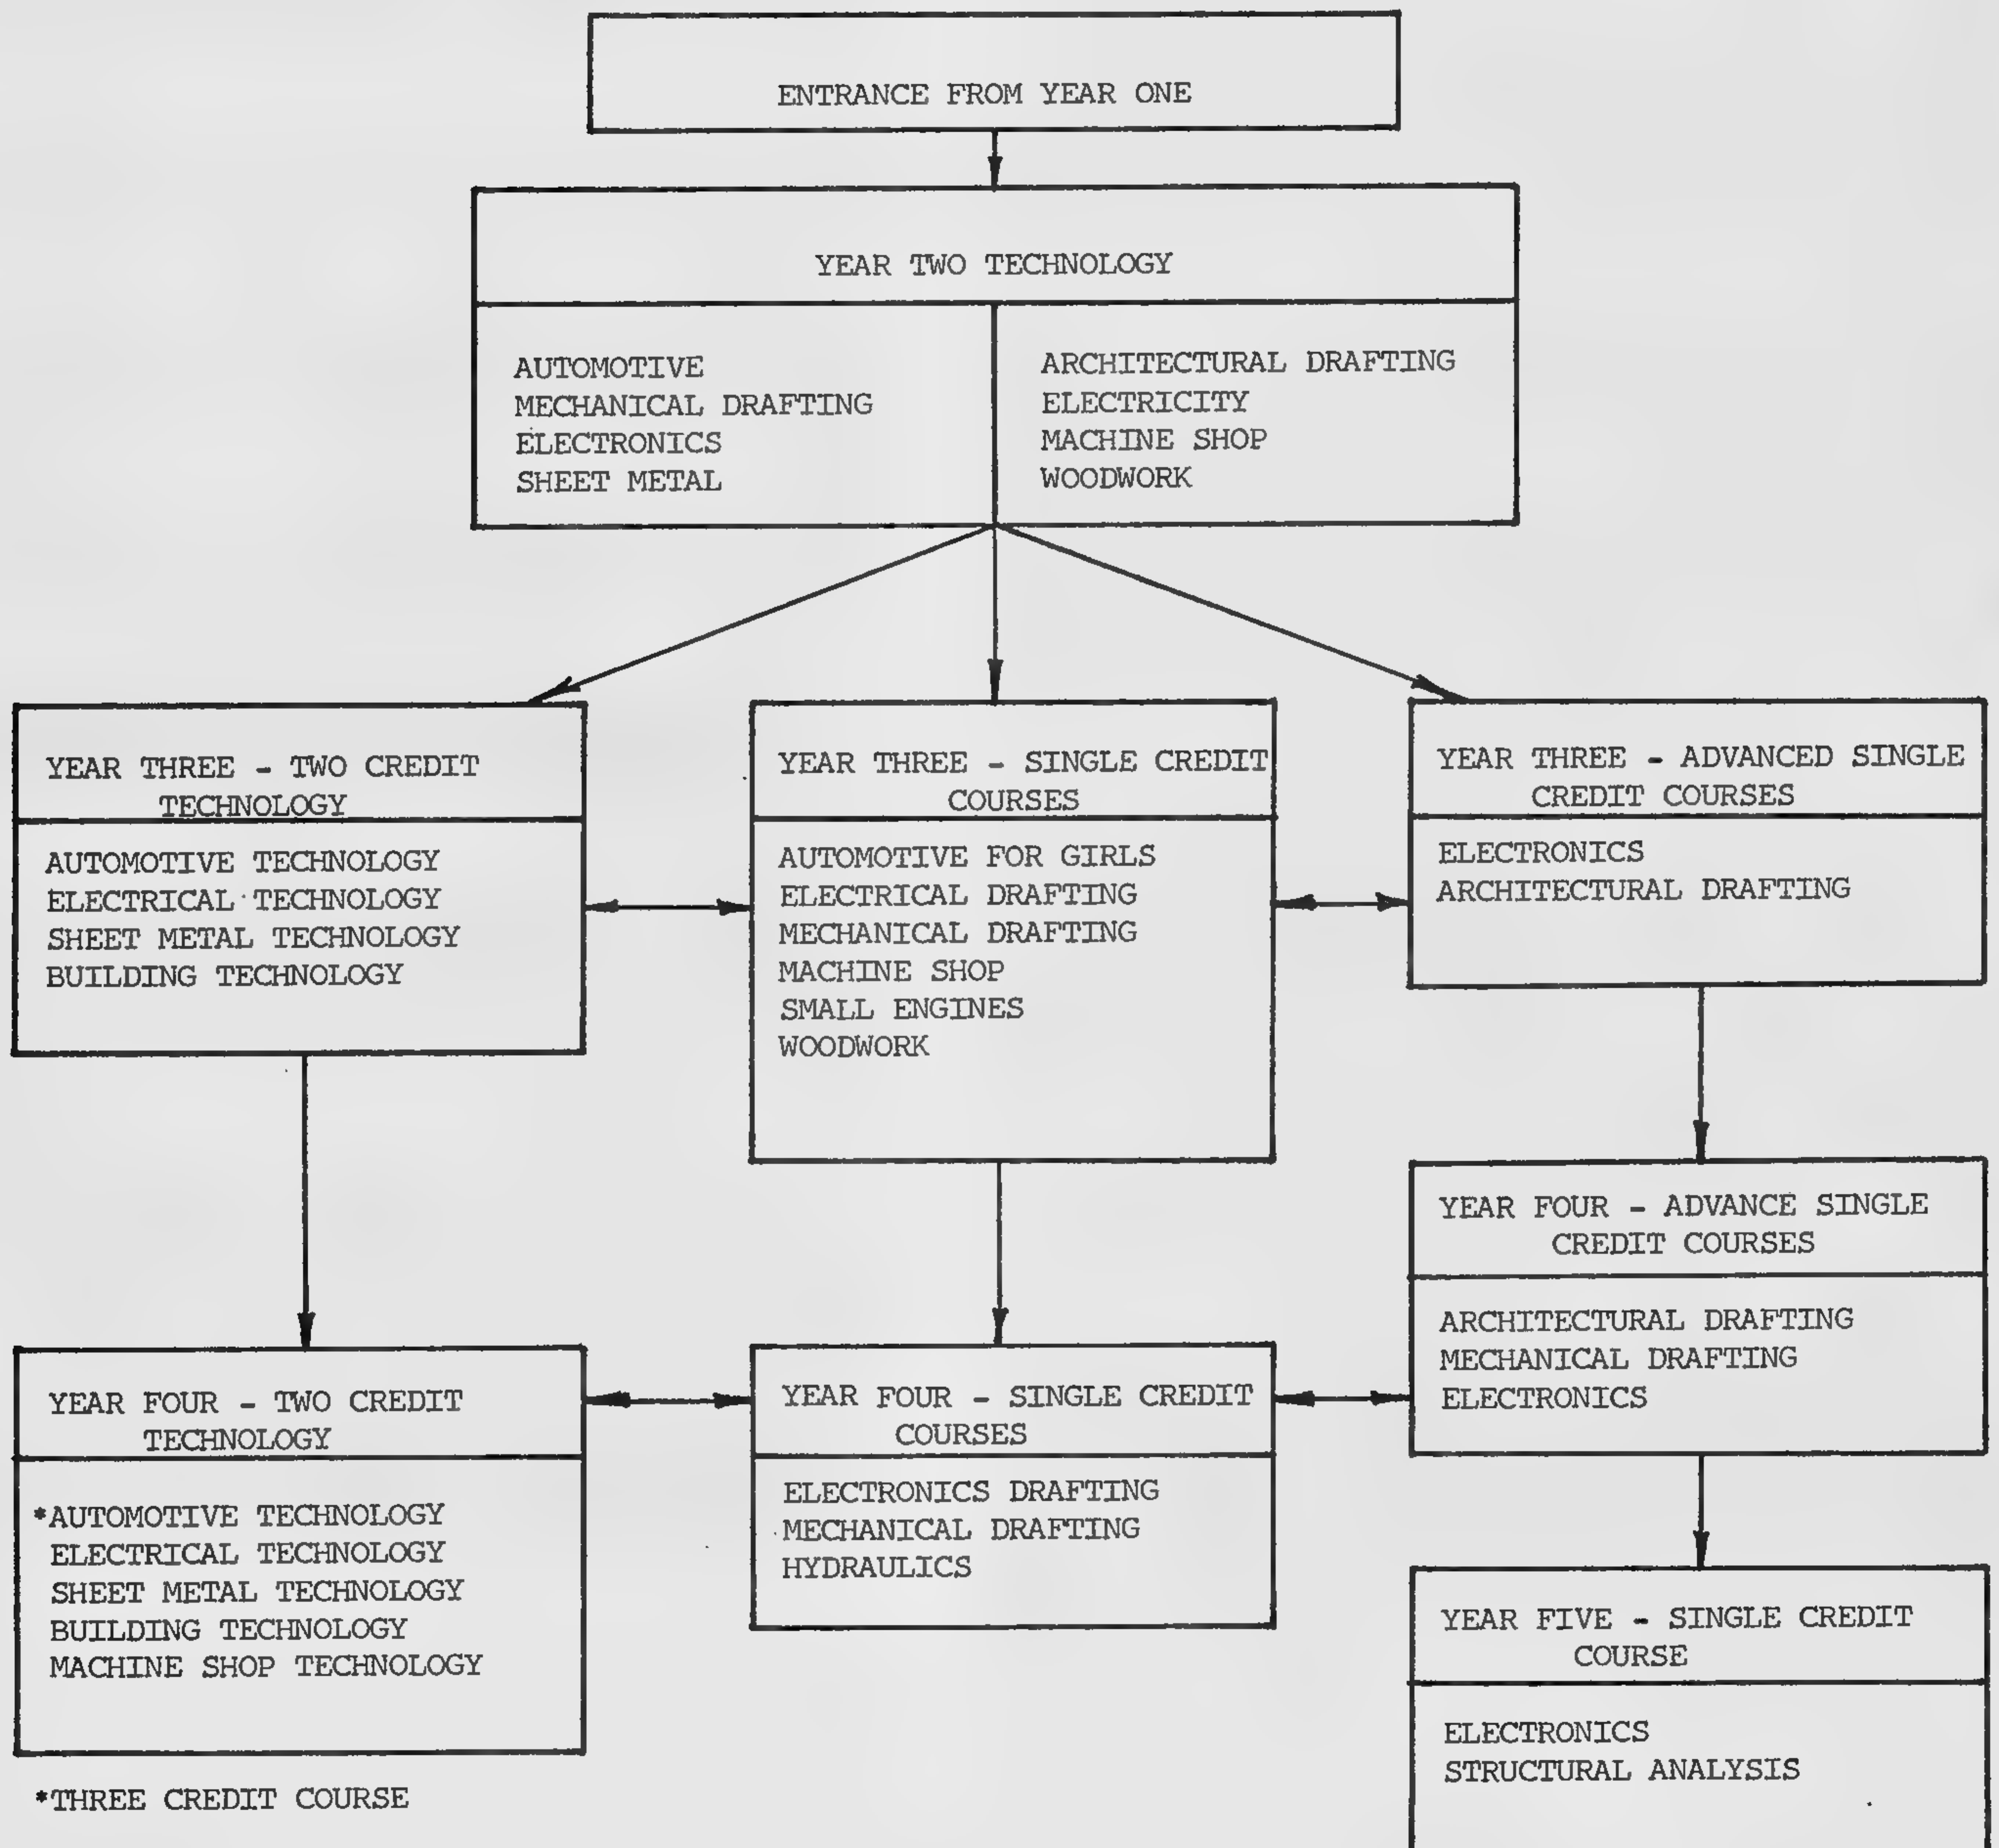 ENTRANCE FROM YEAR ONE
YEAR TWO TECHNOLOGY
AUTOMOTIVE
MECHANICAL DRAFTING
ELECTRONICS
SHEET METAL
ARCHITECTURAL DRAFTING
ELECTRICITY
MACHINE SHOP
WOODWORK
YEAR THREE - TWO CREDIT
TECHNOLOGY
AUTOMOTIVE TECHNOLOGY
ELECTRICAL TECHNOLOGY
SHEET METAL TECHNOLOGY
BUILDING TECHNOLOGY
YEAR THREE - SINGLE CREDIT
COURSES
AUTOMOTIVE FOR GIRLS
ELECTRICAL DRAFTING
MECHANICAL DRAFTING
MACHINE SHOP
SMALL ENGINES
WOODWORK
YEAR THREE - ADVANCED SINGLE
CREDIT COURSES
ELECTRONICS
ARCHITECTURAL DRAFTING
YEAR FOUR - TWO CREDIT
TECHNOLOGY
*AUTOMOTIVE TECHNOLOGY
ELECTRICAL TECHNOLOGY
SHEET METAL TECHNOLOGY
BUILDING TECHNOLOGY
MACHINE SHOP TECHNOLOGY
*THREE CREDIT COURSE
YEAR FOUR - SINGLE CREDIT
COURSES
ELECTRONICS DRAFTING
MECHANICAL DRAFTING
HYDRAULICS
YEAR FOUR - ADVANCE SINGLE
CREDIT COURSES
ARCHITECTURAL DRAFTING
MECHANICAL DRAFTING
ELECTRONICS
YEAR FIVE - SINGLE CREDIT
COURSE
ELECTRONICS
STRUCTURAL ANALYSIS